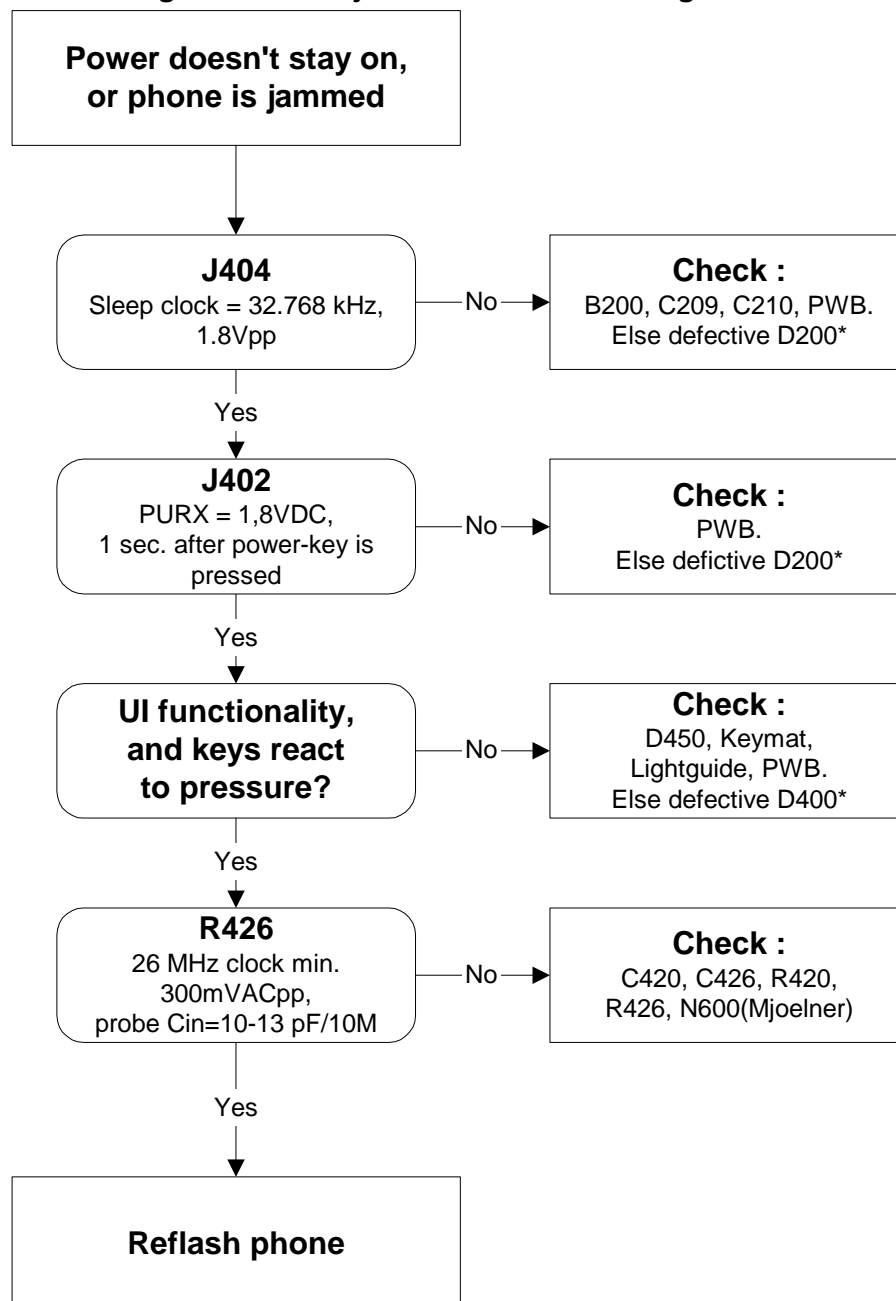 Power doesn't stay on,
or phone is jammed
J404
Sleep clock = 32.768 kHz,
1.8Vpp
No
Check :
B200, C209, C210, PWB.
Else defective D200*
Yes
J402
PURX = 1,8VDC,
1 sec. after power-key is
pressed
No
Check :
PWB.
Else defictive D200*
Yes
UI functionality,
and keys react
to pressure?
No
Check :
D450, Keymat,
Lightguide, PWB.
Else defective D400*
Yes
R426
26 MHz clock min.
300mVACpp,
probe Cin=10-13 pF/10M
No
Check :
C420, C426, R420,
R426, N600(Mjoelner)
Yes
Reflash phone